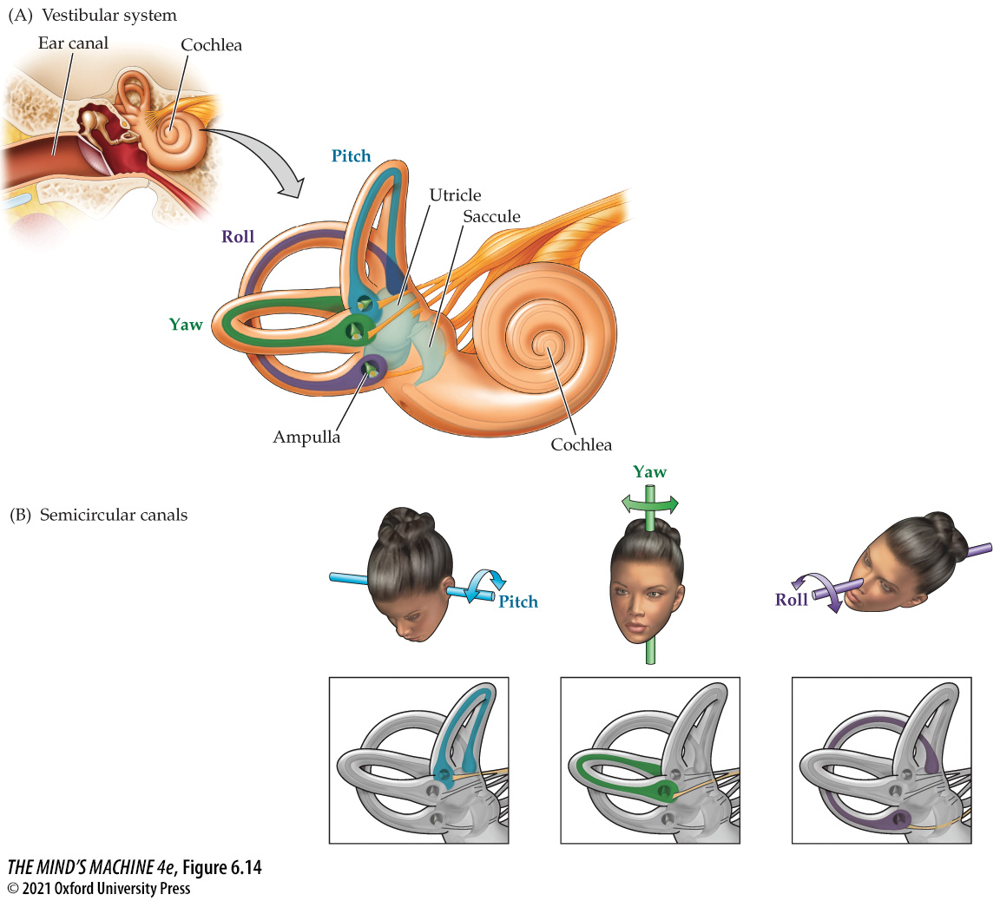 (A) Vestibular system
Ear canal
Cochlea
Pitch
Utricle
Saccule
Roll
Yaw
Ampulla
Cochlea
Yaw
(B) Semicircular canals
Pitch
Roll
THE MIND'S MACHINE 4e, Figure 6.14
© 2021 Oxford University Press